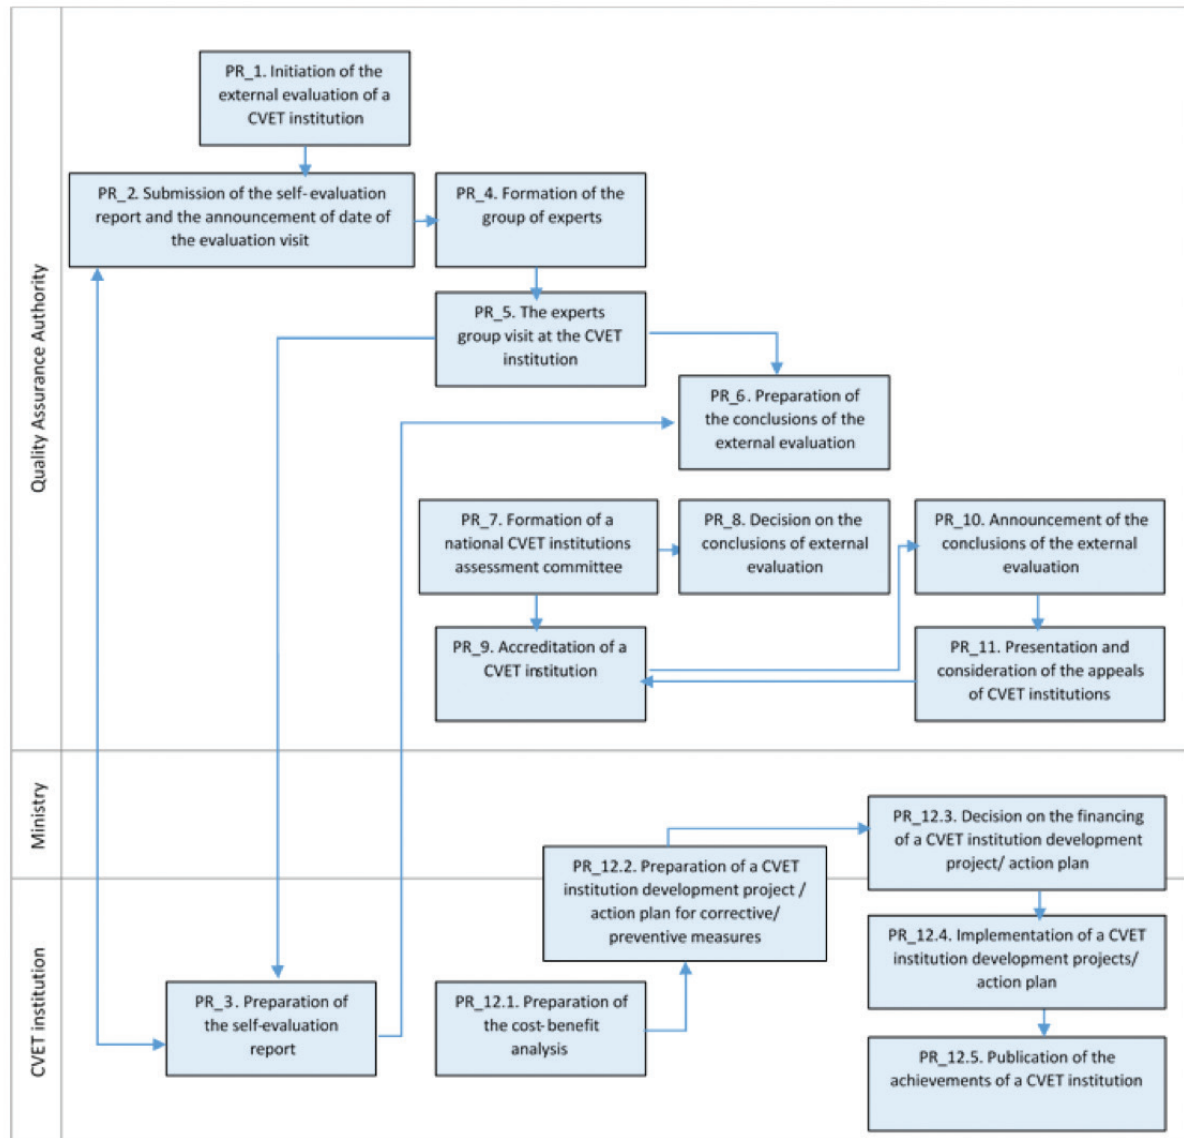 Quality Assurance Authority
PR_1. Initiation of the
external evaluation of a
CVET institution
PR_2. Submission of the self-evaluation
report and the announcement of date of
the evaluation visit
PR_4. Formation of the
group of experts
PR_5. The experts
group visit at the CVET
institution
PR_6. Preparation of
the conclusions of the
external evaluation
PR_7. Formation of a
national CVET institutions
assessment committee
PR_8. Decision on the
conclusions of external
evaluation
PR_10. Announcement of the
conclusions of the external
evaluation
PR_9. Accreditation of a
CVET institution
PR_11. Presentation and
consideration of the appeals
of CVET institutions
Ministry
PR_12.3. Decision on the financing
of a CVET institution development
project/ action plan
PR_12.2. Preparation of a CVET
institution development project /
action plan for corrective/
preventive measures
CVET institution
PR_12.4. Implementation of a CVET
institution development projects/
action plan
PR_3. Preparation of
the self-evaluation
report
PR_12.1. Preparation of
the cost-benefit
analysis
PR_12.5. Publication of the
achievements of a CVET institution